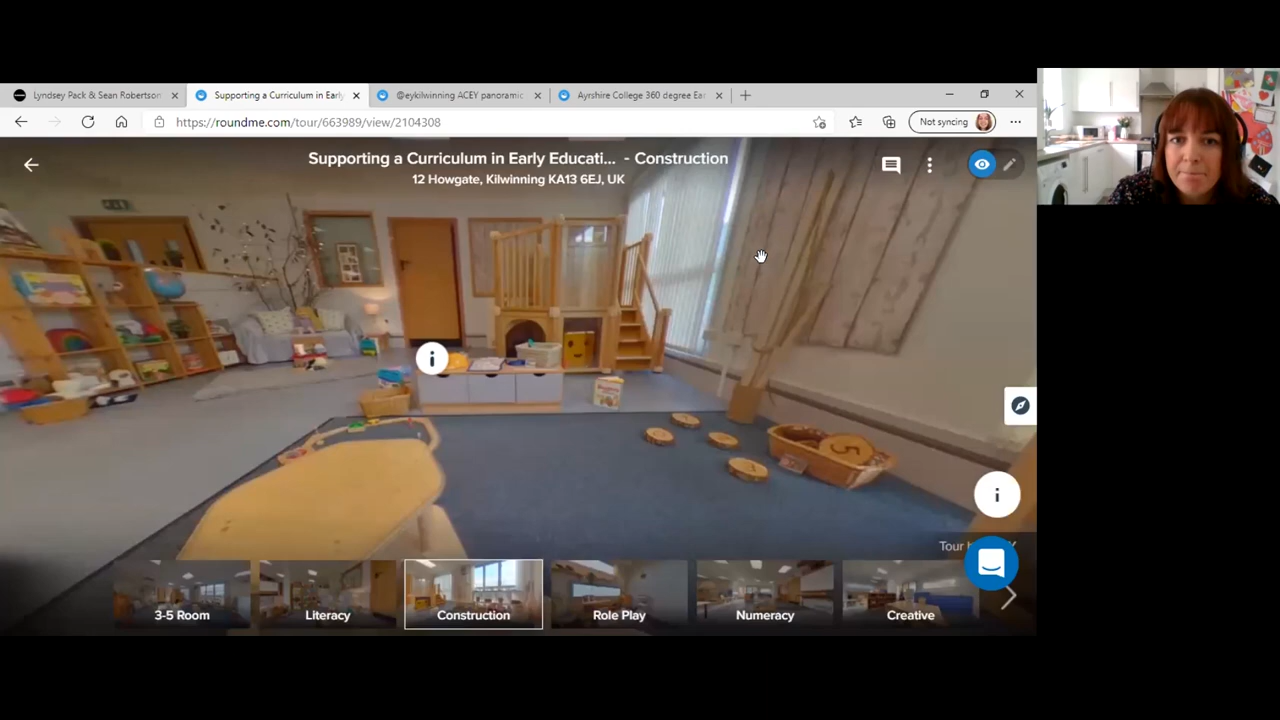 Lyndsey Pack & Sean Robertson
Supporting a Curriculum in Early
@eykilwinning ACEY panoramic
Ayrshire College 360 degree Ear
https://roundme.com/tour/663989/view/2104308
Not syncing
Supporting a Curriculum in Early Educati... - Construction
12 Howgate, Kilwinning KA13 6EJ, UK
5
Tour
3-5 Room
Literacy
Construction
Role Play
Numeracy
Creative